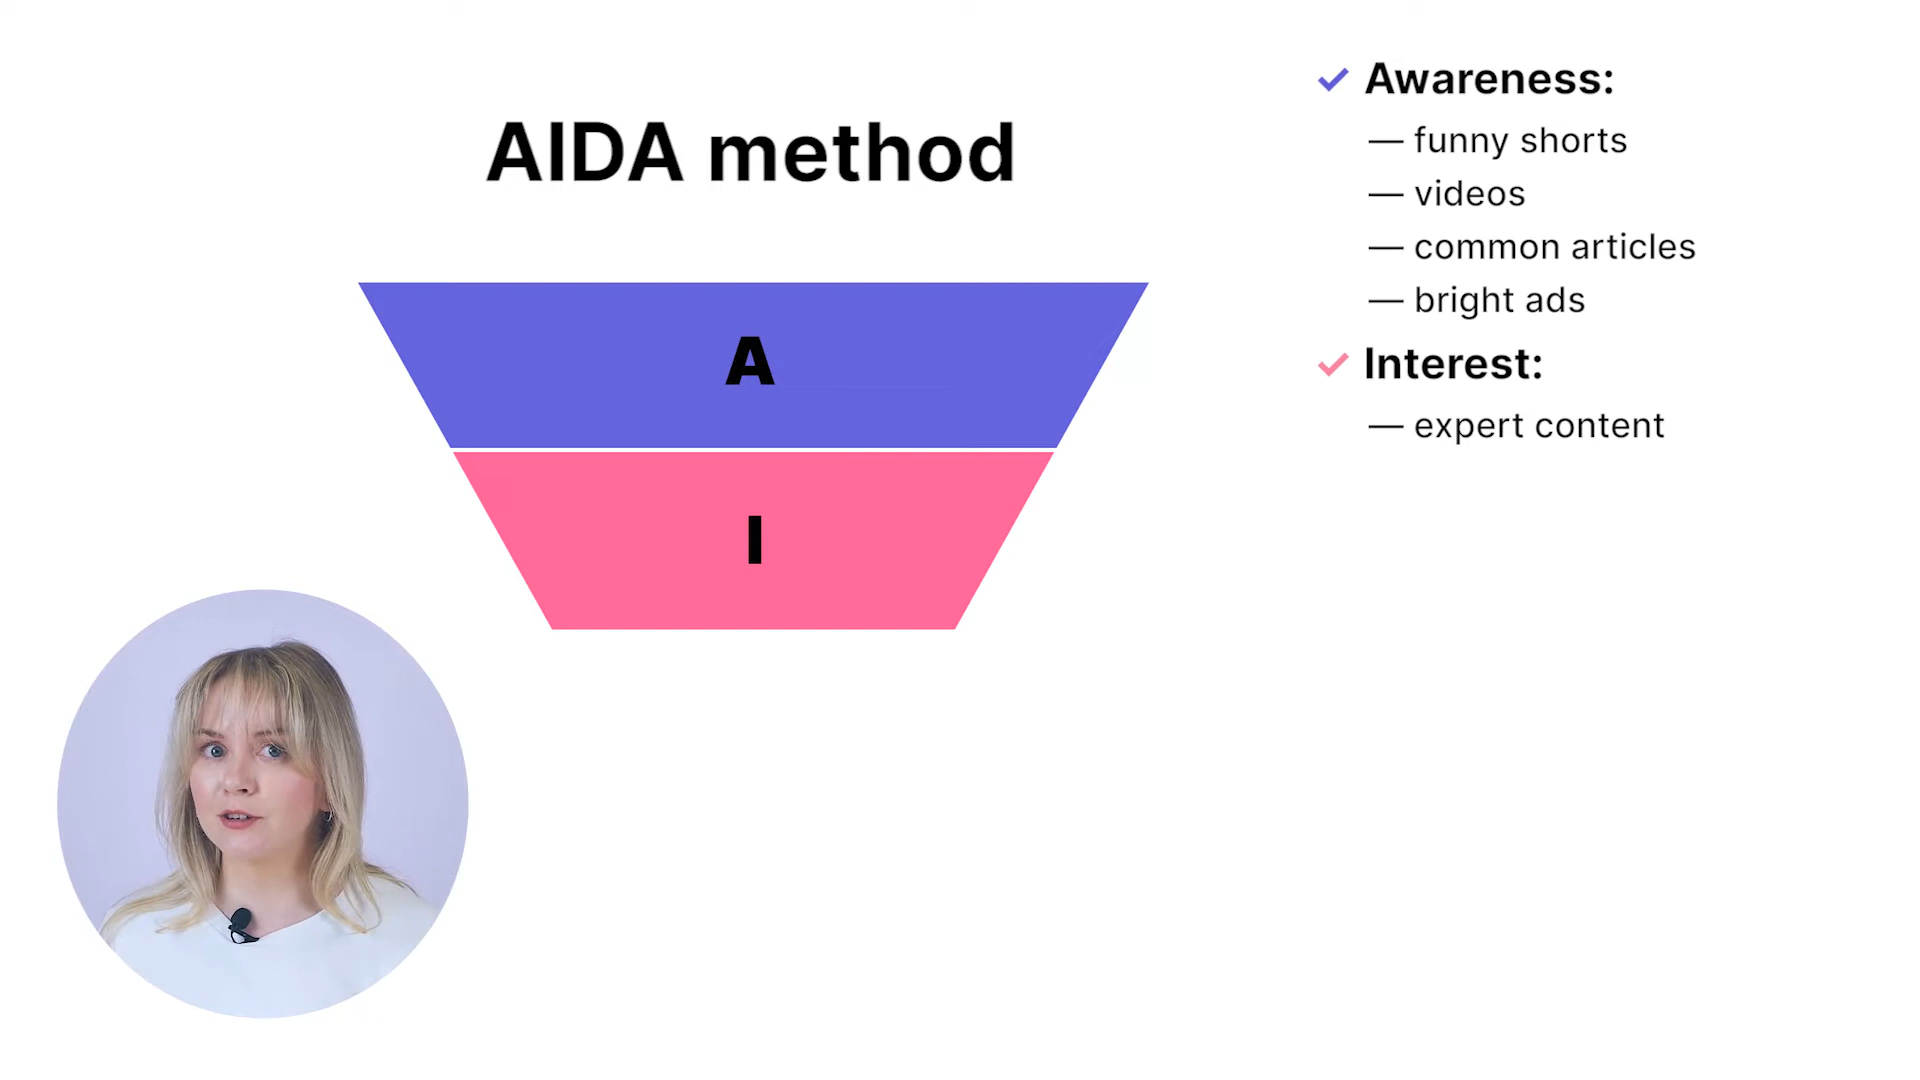 AIDA method
A
I
Awareness:
— funny shorts
— videos
— common articles
— bright ads
Interest:
— expert content